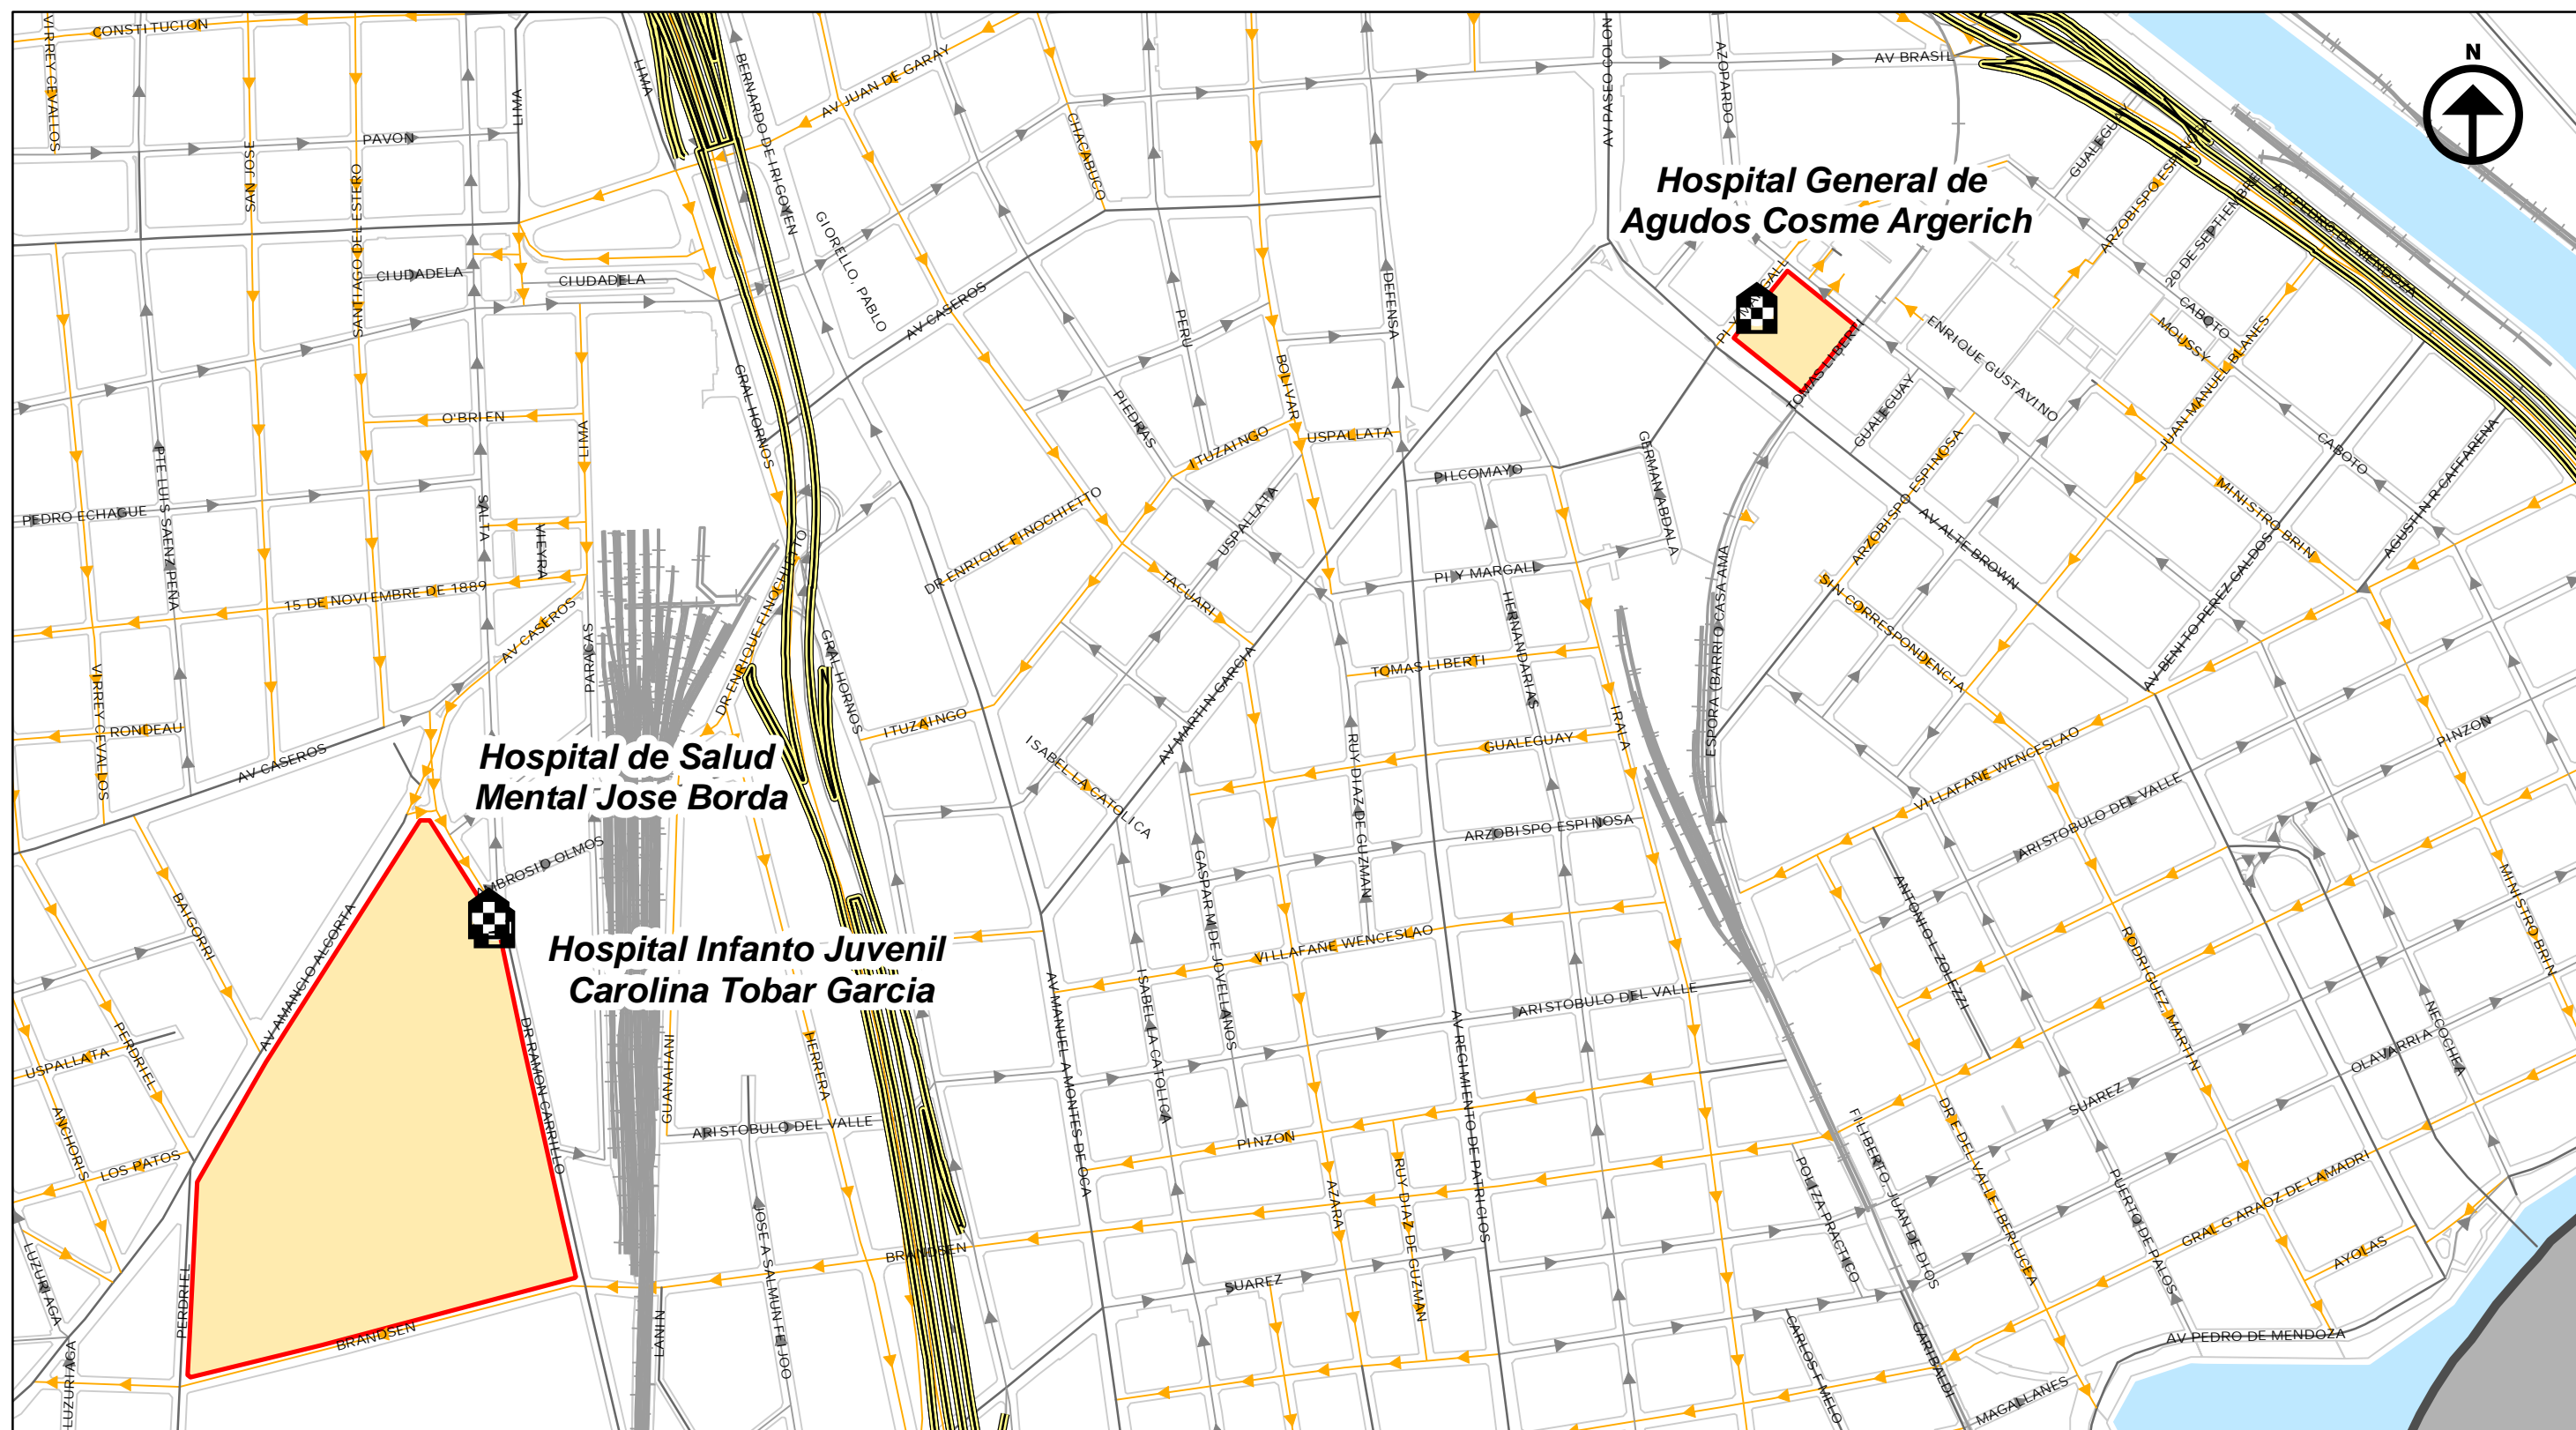 CONSTITUCION
VIRREY CEVALLOS
SAN JOSE
SANTIAGO DEL ESTERO
PAVON
LIMA
LIMA
BERNARDO DE IRIGOYEN
AV JUAN DE GARAY
CHACABUCO
AV PASEO COLON
AZOPARDO
AV BRASIL
N
GUALEGUAY
ARZOBISPO ESPINOSA
20 DE SEPTIEMBRE
AV PEDRO DE MENDOZA
Hospital General de
Agudos Cosme Argerich
CIUDADELA
CIUDADELA
GIORELLO, PABLO
AV CASEROS
PERU
DEFENSA
PI Y MARGALL
TOMAS LIBERTI
ENRIQUE GUSTAVINO
CABOTO
MOUSSY
JUAN MANUEL BLANES
GUALEGUAY
O'BRIEN
LIMA
GRAL HORNOS
PIEDRAS
BOLIVAR
ITUZAINGO
USPALLATA
PILCOMAYO
GERMAN ABDALA
ARZOBISPO ESPINOSA
CABOTO
AGUSTIN R CAFFARENA
MINISTRO BRIN
PEDRO ECHAGUE
PTE LUIS SAENZ PEÑA
SALTA
VIEYRA
DR ENRIQUE FINOCHIETTO
DR ENRIQUE FINOCHIETTO
USPALLATA
TACUARI
PI Y MARGALL
HERNANDARIAS
ESPORA (BARRIO CASA AMA
AV ALTE BROWN
SIN CORRESPONDENCIA
AV BENITO PEREZ GALDOS
15 DE NOVIEMBRE DE 1889
AV CASEROS
PARACAS
GRAL HORNOS
ITUZAINGO
AV MARTIN GARCIA
TOMAS LIBERTI
IRALA
RONDEAU
VIRREY CEVALLOS
AV CASEROS
ISABEL LA CATOLICA
RUY DIAZ DE GUZMAN
GUALEGUAY
VILLAFAÑE WENCESLAO
PINZON
Hospital de Salud
Mental Jose Borda
AMBROSIO OLMOS
ARZOBISPO ESPINOSA
ARISTOBULO DEL VALLE
BAIGORRI
AV AMANCIO ALCORTA
Hospital Infanto Juvenil
Carolina Tobar Garcia
GASPAR M DE JOVELLANOS
VILLAFAÑE WENCESLAO
ANTONIO L ZOLEZZI
RODRIGUEZ, MARTIN
MINISTRO BRIN
USPALLATA
PERDRIEL
DR RAMON CARRILLO
GUANAHANI
HERRERA
AV MANUEL A MONTES DE OCA
ISABEL LA CATOLICA
AV REGIMIENTO DE PATRICIOS
ARISTOBULO DEL VALLE
NECOCHEA
OLAVARRIA
ANCHORIS
LOS PATOS
ARISTOBULO DEL VALLE
PINZON
SUAREZ
FILIBERTO, JUAN DE DIOS
DR E DEL VALLE IBERLUCEA
POLIZA PRACTICO
PUERTO DE PALOS
GRAL G ARAOZ DE LAMADRI
AYOLAS
JOSE A SALMUN FEIJOO
AZARA
RUY DIAZ DE GUZMAN
BRANDSEN
SUAREZ
LUZURIAGA
LUZURIAGA
PERDRIEL
BRANDSEN
LANIN
CARLOS F MELO
GARIBALDI
MAGALLANES
AV PEDRO DE MENDOZA